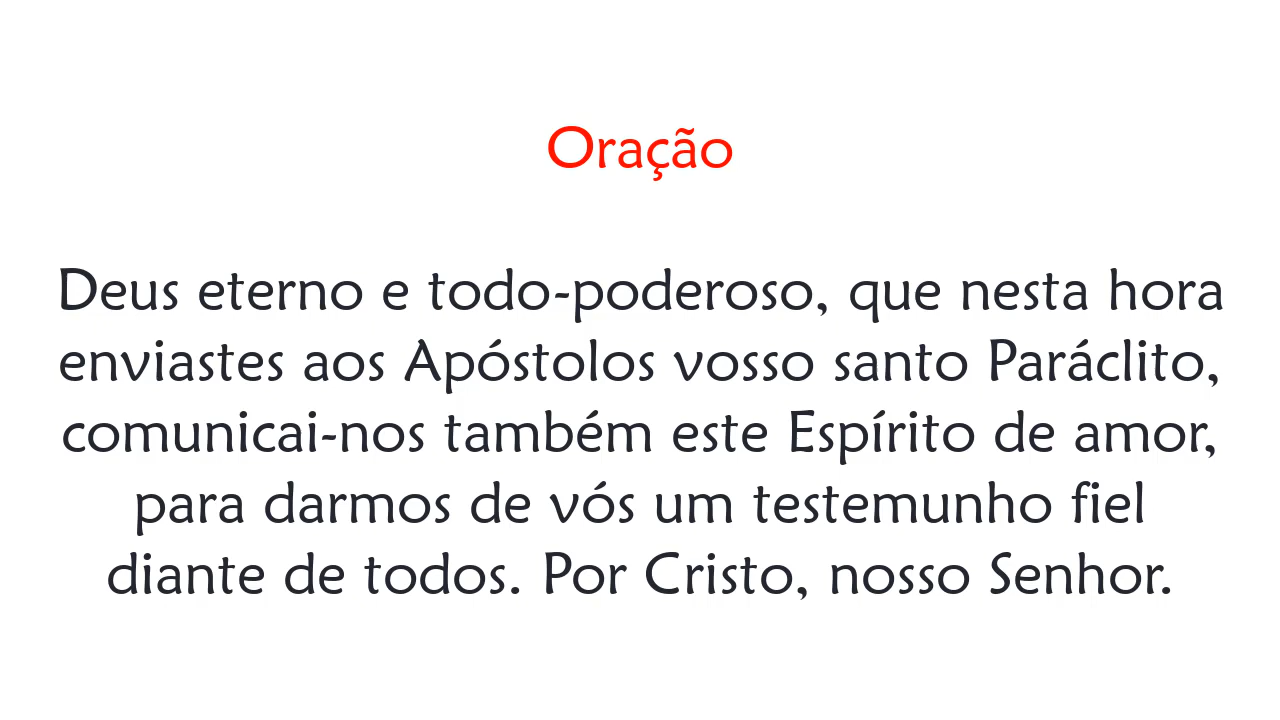 Oração
Deus eterno e todo-poderoso, que nesta hora
enviastes aos Apóstolos vosso santo Paráclito,
comunicai-nos também este Espírito de amor,
para darmos de vós um testemunho fiel
diante de todos. Por Cristo, nosso Senhor.